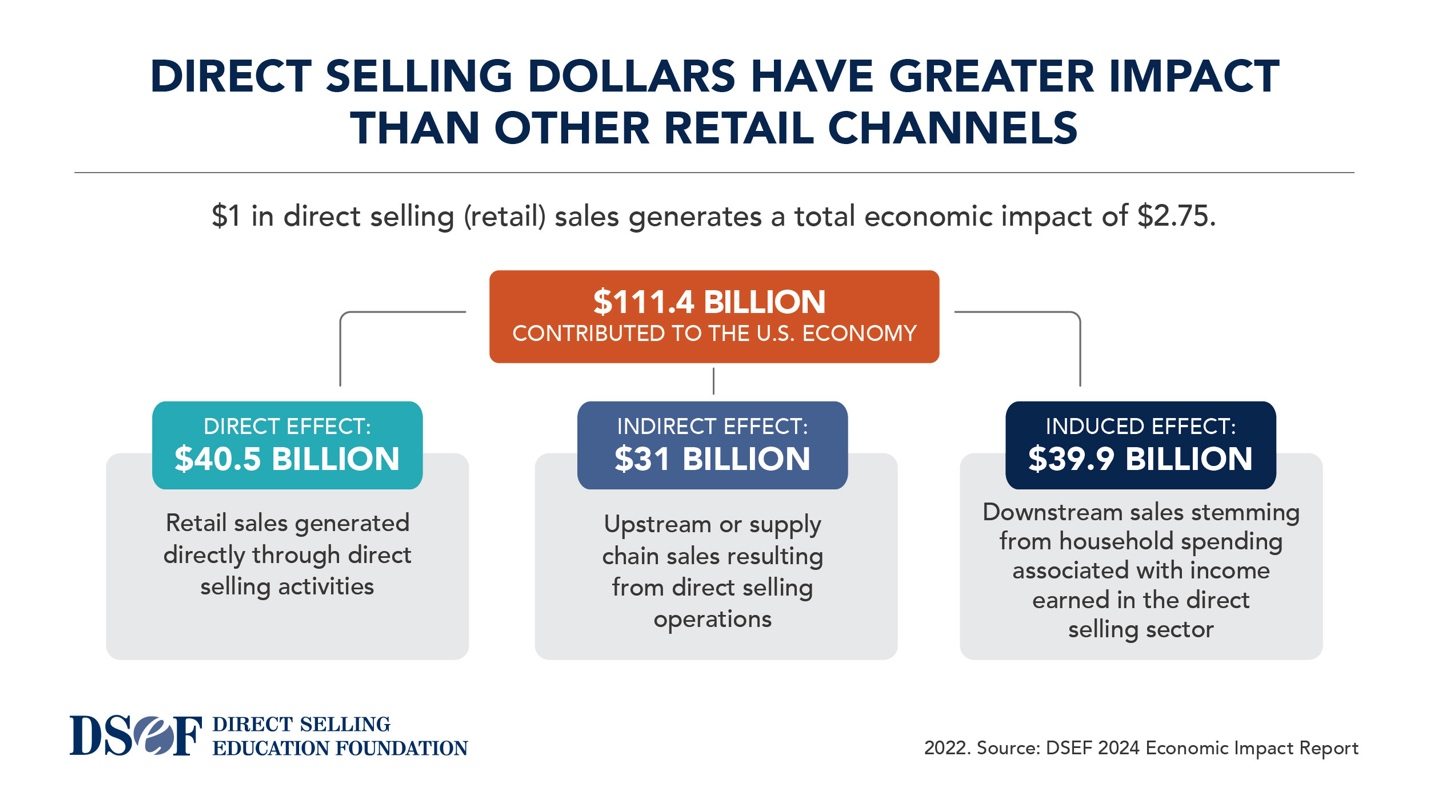 DIRECT SELLING DOLLARS HAVE GREATER IMPACT
THAN OTHER RETAIL CHANNELS
$1 in direct selling (retail) sales generates a total economic impact of $2.75.
$111.4 BILLION
CONTRIBUTED TO THE U.S. ECONOMY
DIRECT EFFECT:
$40.5 BILLION
Retail sales generated
directly through direct
selling activities
INDIRECT EFFECT:
$31 BILLION
Upstream or supply
chain sales resulting
from direct selling
operations
INDUCED EFFECT:
$39.9 BILLION
Downstream sales stemming
from household spending
associated with income
earned in the direct
selling sector
DSeF
DIRECT SELLING
EDUCATION FOUNDATION
2022. Source: DSEF 2024 Economic Impact Report